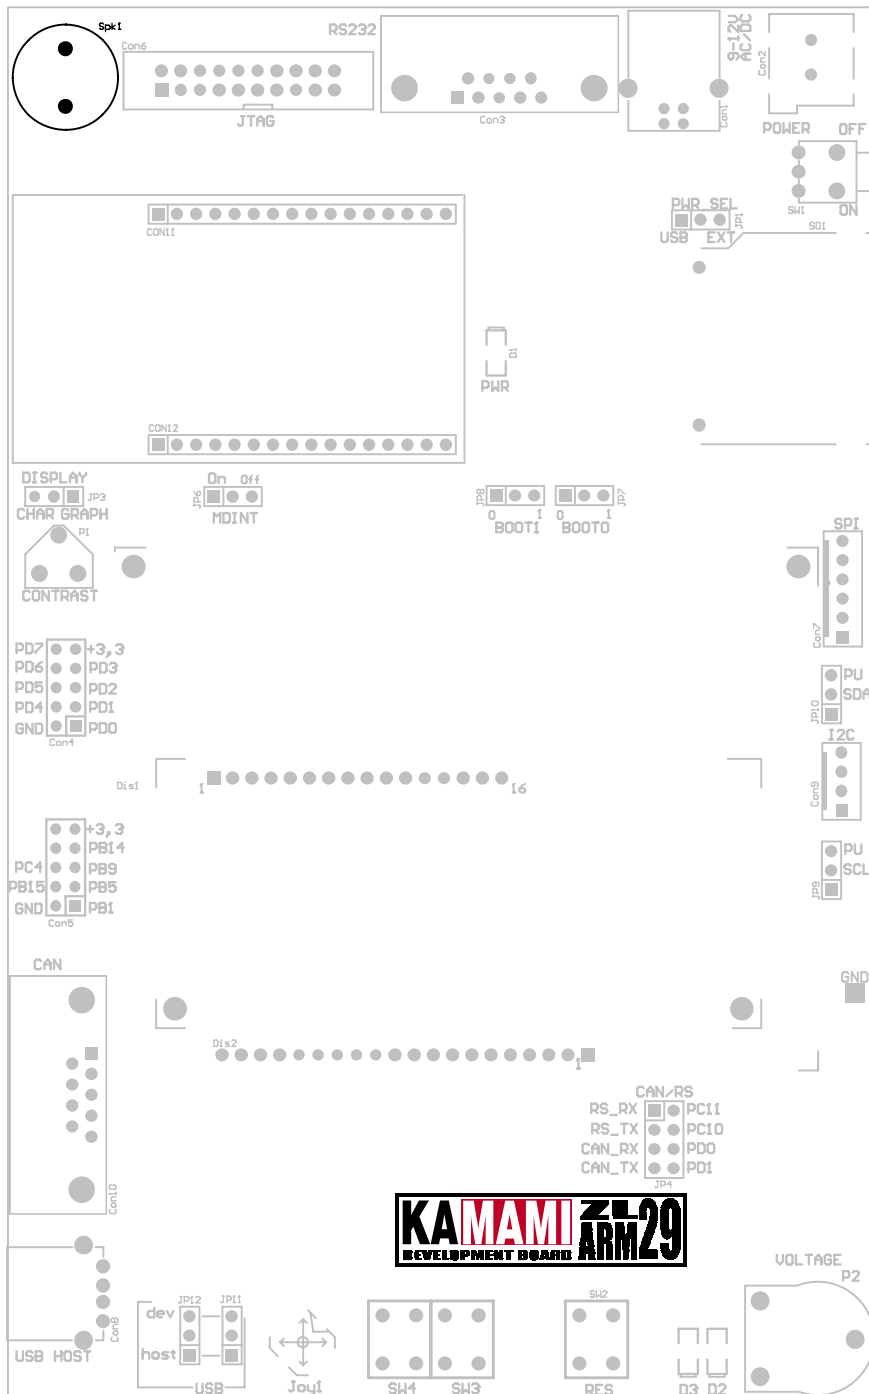 Spk1
Con6
JTAG
RS232
Con3
9-12V
AC/DC
Con1
Con2
POWER
OFF
SW1
ON
PWR SEL
JP1
USB EXT
SD1
CON11
D1
PWR
CON12
DISPLAY
JP3
CHAR GRAPH
P1
CONTRAST
On Off
JP6
MDINT
JP8
0 1
BOOT1
JP7
0 1
BOOT0
SPI
Con7
PD7 +3,3
PD6 PD3
PD5 PD2
PD4 PD1
GND PD0
Con4
PU
SDA
JP10
I2C
Con9
Dis1
1 16
+3,3
PB14
PC4 PB9
PB15 PB5
GND PB1
Con5
PU
SCL
JP9
CAN
Con10
GND
Dis2
1
CAN/RS
RS_RX PC11
RS_TX PC10
CAN_RX PD0
CAN_TX PD1
JP4
KAMAMI
DEVELOPMENT BOARD
ZL
ARM
29
USB HOST
Con8
JP12 JP11
dev
host
USB
Joy1
SW4
SW3
SW2
RES
D3 D2
VOLTAGE
P2